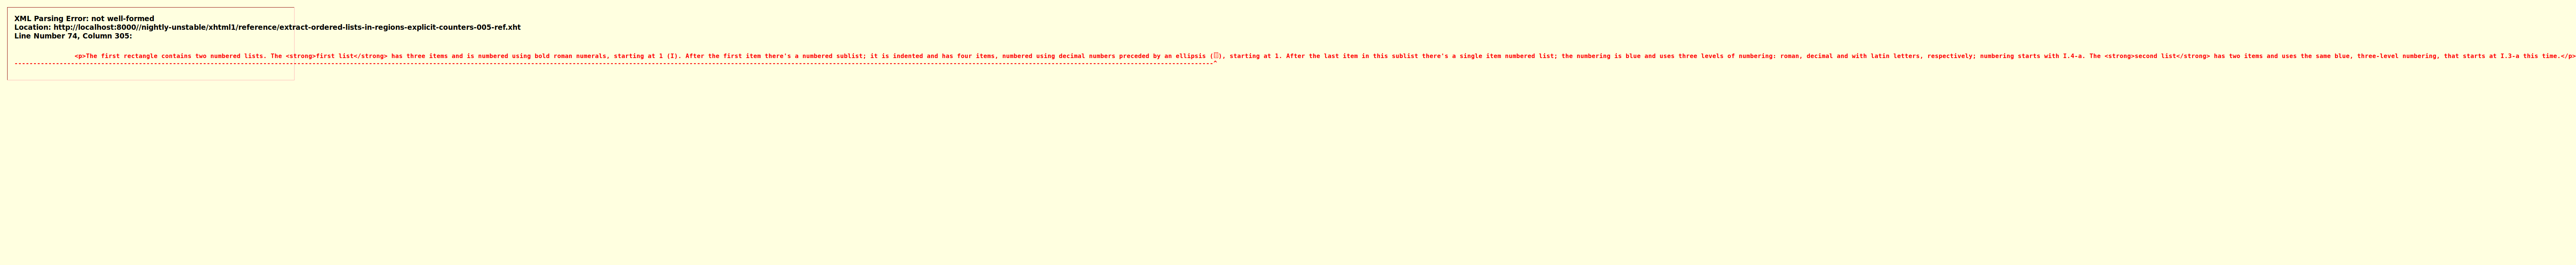 XML Parsing Error: not well-formed
Location: http://localhost:8000//nightly-unstable/xhtml1/reference/extract-ordered-lists-in-regions-explicit-counters-005-ref.xht
Line Number 74, Column 305:
<p>The first rectangle contains two numbered lists. The <strong>first list</strong> has three items and is numbered using bold roman numerals, starting at 1 (I). After the first item there's a numbered sublist; it is indented and has four items, numbered using decimal numbers preceded by an ellipsis (), starting at 1. After the last item in this sublist there's a single item numbered list; the numbering is blue and uses three levels of numbering: roman, decimal and with latin letters, respectively; numbering starts with I.4-a. The <strong>second list</strong> has two items and uses the same blue, three-level numbering, that starts at I.3-a this time.</p>